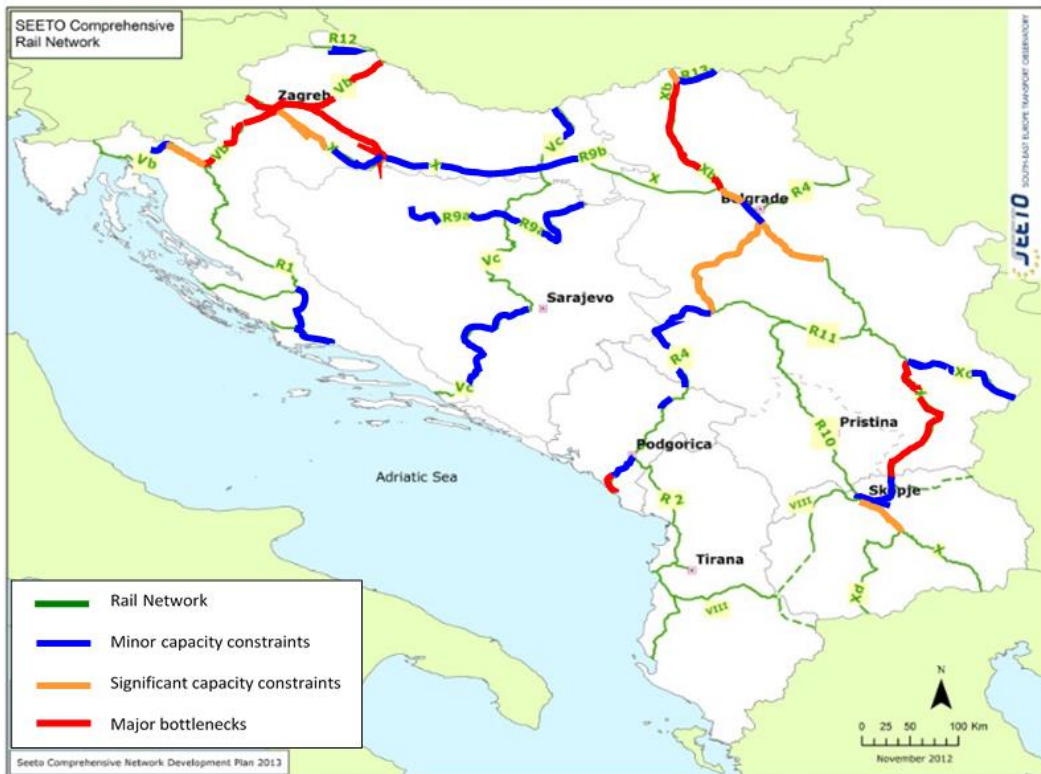 SEETO Comprehensive
Rail Network
SOUTH-EAST EUROPE TRANSPORT OBSERVATORY
SEETO
R12
Vb
Zagreb
Xb
R13
Vc
X
X
R9b
X
Xb
Vb
Vb
Belgrade
R4
R9a
R9a
R1
Vc
Sarajevo
R11
R4
Xc
X
Vc
R10
Pristina
Podgorica
Adriatic Sea
R 2
VIII
Skopje
Tirana
X
Xd
VIII
Rail Network
Minor capacity constraints
Significant capacity constraints
Major bottlenecks
N
0 25 50 100 Km
November 2012
Seeto Comprehensive Network Development Plan 2013